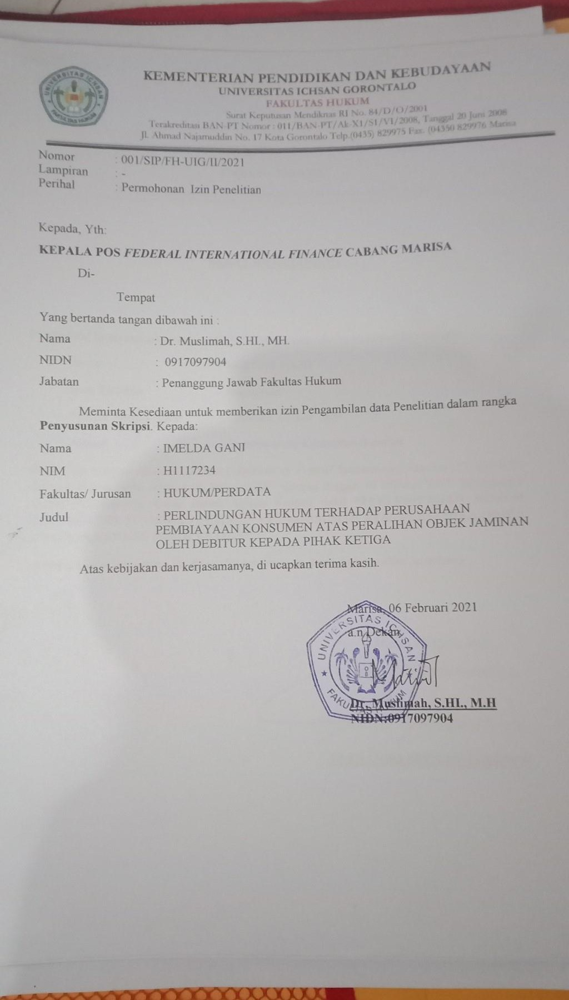 UNIVERSITAS ICHSAN
FAKULTAS HUKUM
KEMENTERIAN PENDIDIKAN DAN KEBUDAYAAN
UNIVERSITAS ICHSAN GORONTALO
FAKULTAS HUKUM
Surat Keputusan Mendiknas RI No. 84/D/O/2001
Terakreditasi BAN-PT Nomor : 011/BAN-PT/Ak-X1/S1/VI/2008, Tanggal 20 Juni 2008
Jl. Ahmad Najamuddin No. 17 Kota Gorontalo Telp.(0435) 829975 Fax. (04350 829976 Marisa
Nomor : 001/SIP/FH-UIG/II/2021
Lampiran : -
Perihal : Permohonan Izin Penelitian
Kepada, Yth:
KEPALA POS FEDERAL INTERNATIONAL FINANCE CABANG MARISA
Di-
Tempat
Yang bertanda tangan dibawah ini :
Nama : Dr. Muslimah, S.HI., MH.
NIDN : 0917097904
Jabatan : Penanggung Jawab Fakultas Hukum
Meminta Kesediaan untuk memberikan izin Pengambilan data Penelitian dalam rangka
Penyusunan Skripsi. Kepada:
Nama : IMELDA GANI
NIM : H1117234
Fakultas/ Jurusan : HUKUM/PERDATA
Judul : PERLINDUNGAN HUKUM TERHADAP PERUSAHAAN
PEMBIAYAAN KONSUMEN ATAS PERALIHAN OBJEK JAMINAN
OLEH DEBITUR KEPADA PIHAK KETIGA
Atas kebijakan dan kerjasamanya, di ucapkan terima kasih.
Marisa, 06 Februari 2021
a.n Dekan
UNIVERSITAS ICHSAN
FAKULTAS HUKUM
Dr. Muslimah, S.HI., M.H
NIDN:0917097904